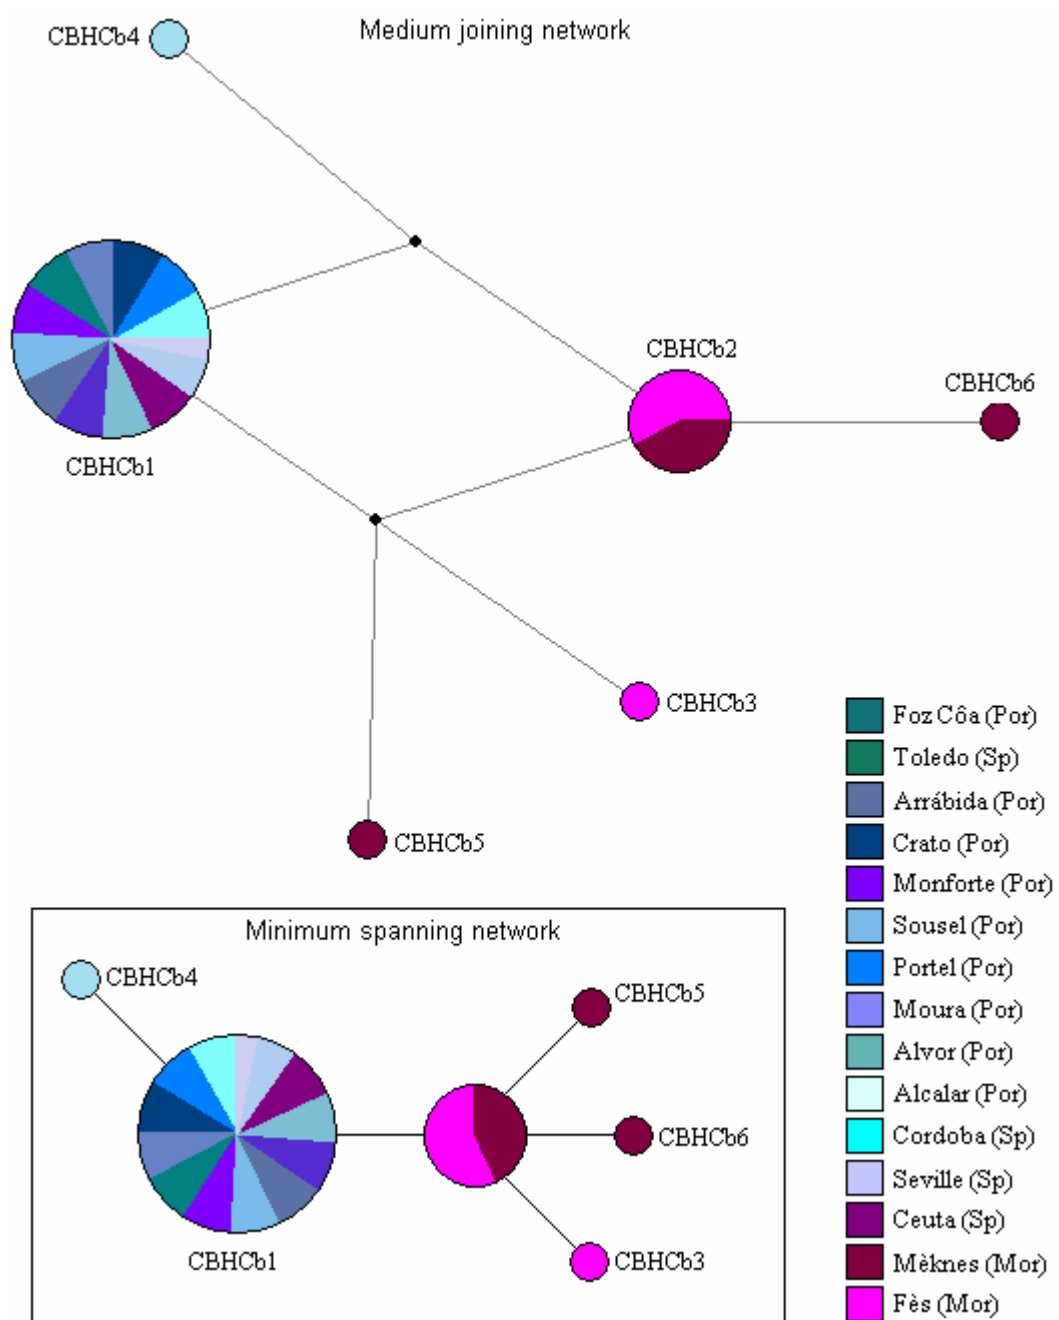 Medium joining network
CBHCb4
CBHCb1
CBHCb2
CBHCb6
CBHCb3
CBHCb5
Foz Côa (Por)
Toledo (Sp)
Arrábida (Por)
Crato (Por)
Monforte (Por)
Sousel (Por)
Portel (Por)
Moura (Por)
Alvor (Por)
Alcalar (Por)
Cordoba (Sp)
Seville (Sp)
Ceuta (Sp)
Mèknes (Mor)
Fès (Mor)
Minimum spanning network
CBHCb4
CBHCb5
CBHCb6
CBHCb1
CBHCb3